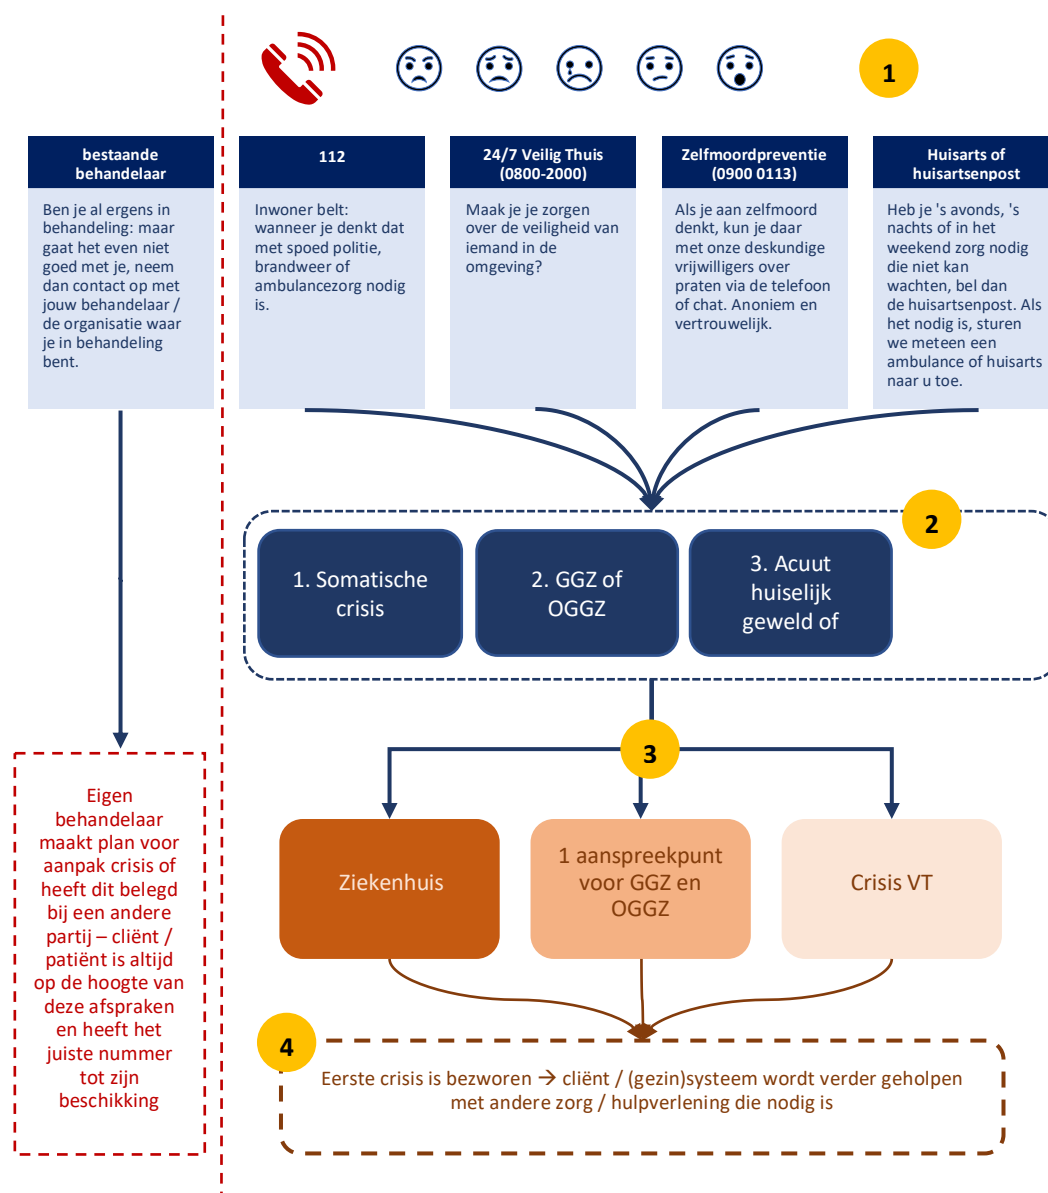 1
bestaande
behandelaar
Ben je al ergens in
behandeling: maar
gaat het even niet
goed met je, neem
dan contact op met
jouw behandelaar /
de organisatie waar
je in behandeling
bent.
112
Inwoner belt:
wanneer je denkt dat
met spoed politie,
brandweer of
ambulancezorg nodig
is.
24/7 Veilig Thuis
(0800-2000)
Maak je je zorgen
over de veiligheid van
iemand in de
omgeving?
Zelfmoordpreventie
(0900 0113)
Als je aan zelfmoord
denkt, kun je daar
met onze deskundige
vrijwilligers over
praten via de telefoon
of chat. Anoniem en
vertrouwelijk.
Huisarts of
huisartsenpost
Heb je 's avonds, 's
nachts of in het
weekend zorg nodig
die niet kan
wachten, bel dan
de huisartsenpost. Als
het nodig is, sturen
we meteen een
ambulance of huisarts
naar u toe.
2
1. Somatische
crisis
2. GGZ of
OGGZ
3. Acuut
huiselijk
geweld of
3
Ziekenhuis
1 aanspreekpunt
voor GGZ en
OGGZ
Crisis VT
Eigen
behandelaar
maakt plan voor
aanpak crisis of
heeft dit belegd
bij een andere
partij – cliënt /
patiënt is altijd
op de hoogte van
deze afspraken
en heeft het
juiste nummer
tot zijn
beschikking
4
Eerste crisis is bezworen → cliënt / (gezin)systeem wordt verder geholpen
met andere zorg / hulpverlening die nodig is